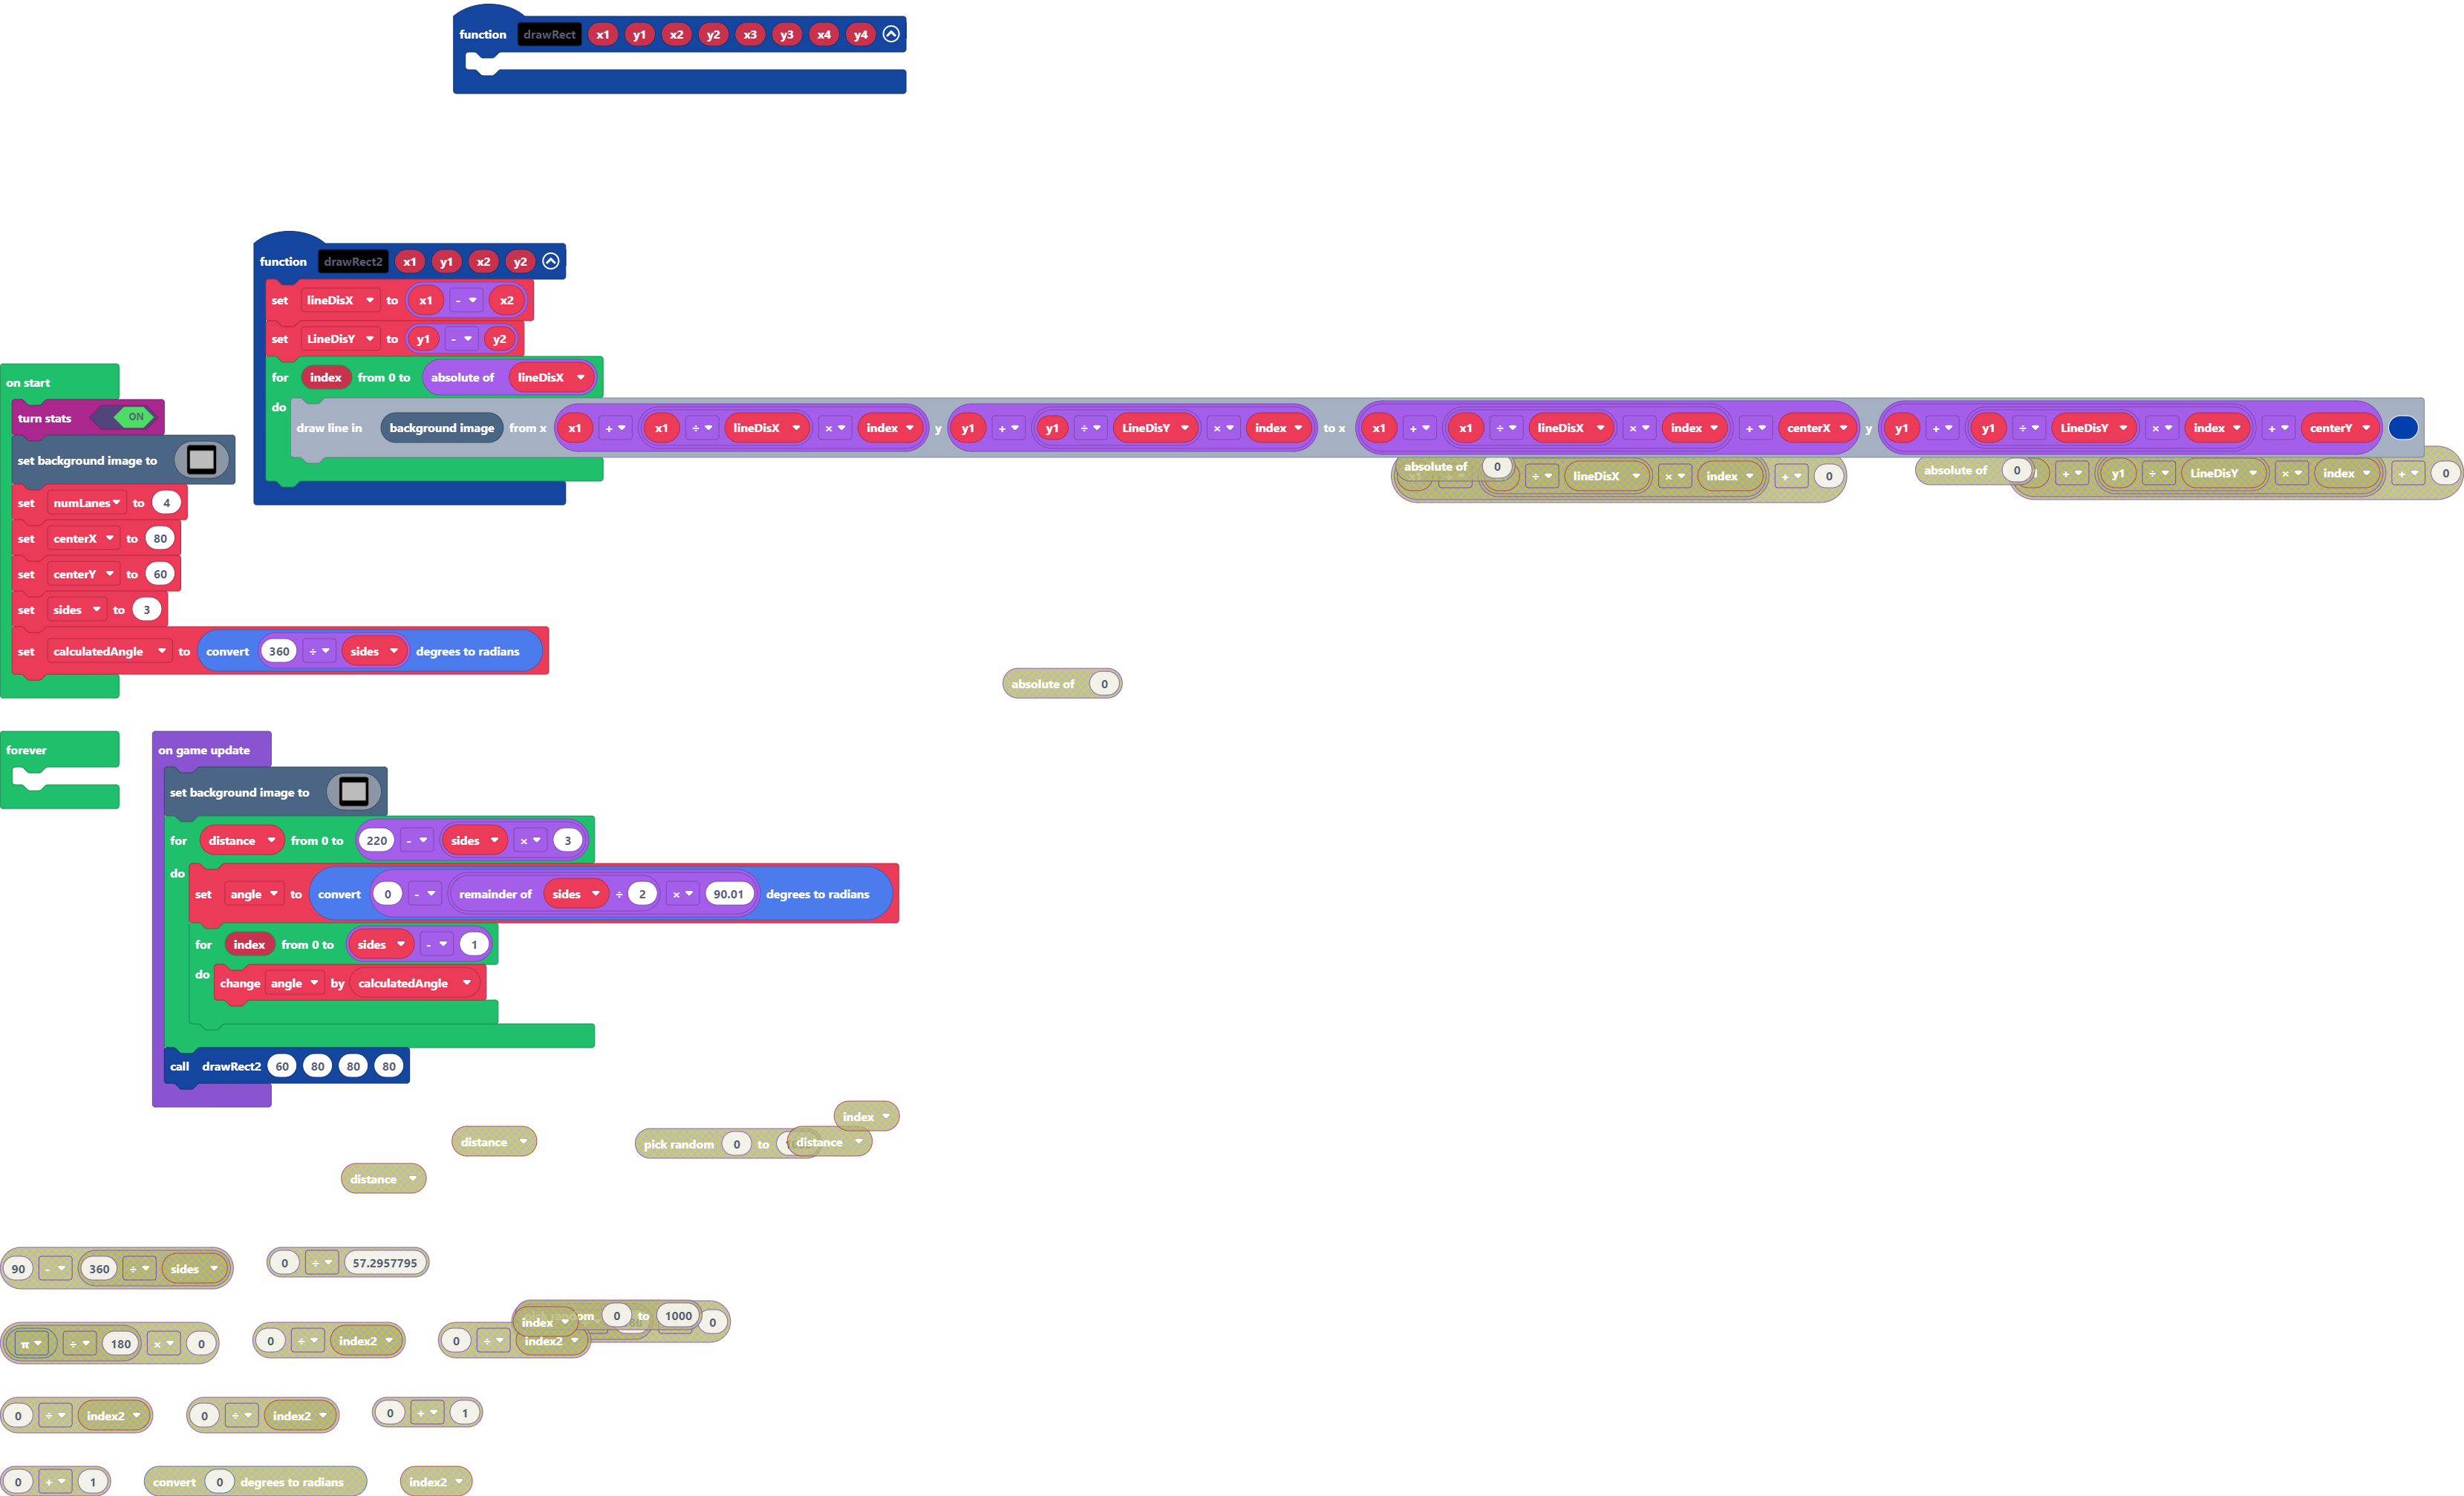 function drawRect x1 y1 x2 y2 x3 y3 x4 y4
function drawRect2 x1 y1 x2 y2
set lineDisX to x1 - x2
set LineDisY to y1 - y2
for index from 0 to absolute of lineDisX
do
draw line in background image from x x1 + x1 ÷ lineDisX × index y y1 + y1 ÷ LineDisY × index to x x1 + x1 ÷ lineDisX × index + centerX y y1 + y1 ÷ LineDisY × index + centerY
absolute of 0 ÷ lineDisX × index + 0
absolute of 0 + y1 ÷ LineDisY × index + 0
on start
turn stats ON
set background image to
set numLanes to 4
set centerX to 80
set centerY to 60
set sides to 3
set calculatedAngle to convert 360 ÷ sides degrees to radians
absolute of 0
forever
on game update
set background image to
for distance from 0 to 220 - sides × 3
do
set angle to convert 0 - remainder of sides ÷ 2 × 90.01 degrees to radians
for index from 0 to sides - 1
do
change angle by calculatedAngle
call drawRect2 60 80 80 80
index
distance
pick random 0 to
distance
distance
90 - 360 ÷ sides
0 ÷ 57.2957795
0 to 1000
index
0
π ÷ 180 × 0
0 ÷ index2
0 ÷ index2
0 ÷ index2
0 ÷ index2
0 + 1
0 + 1
convert 0 degrees to radians
index2